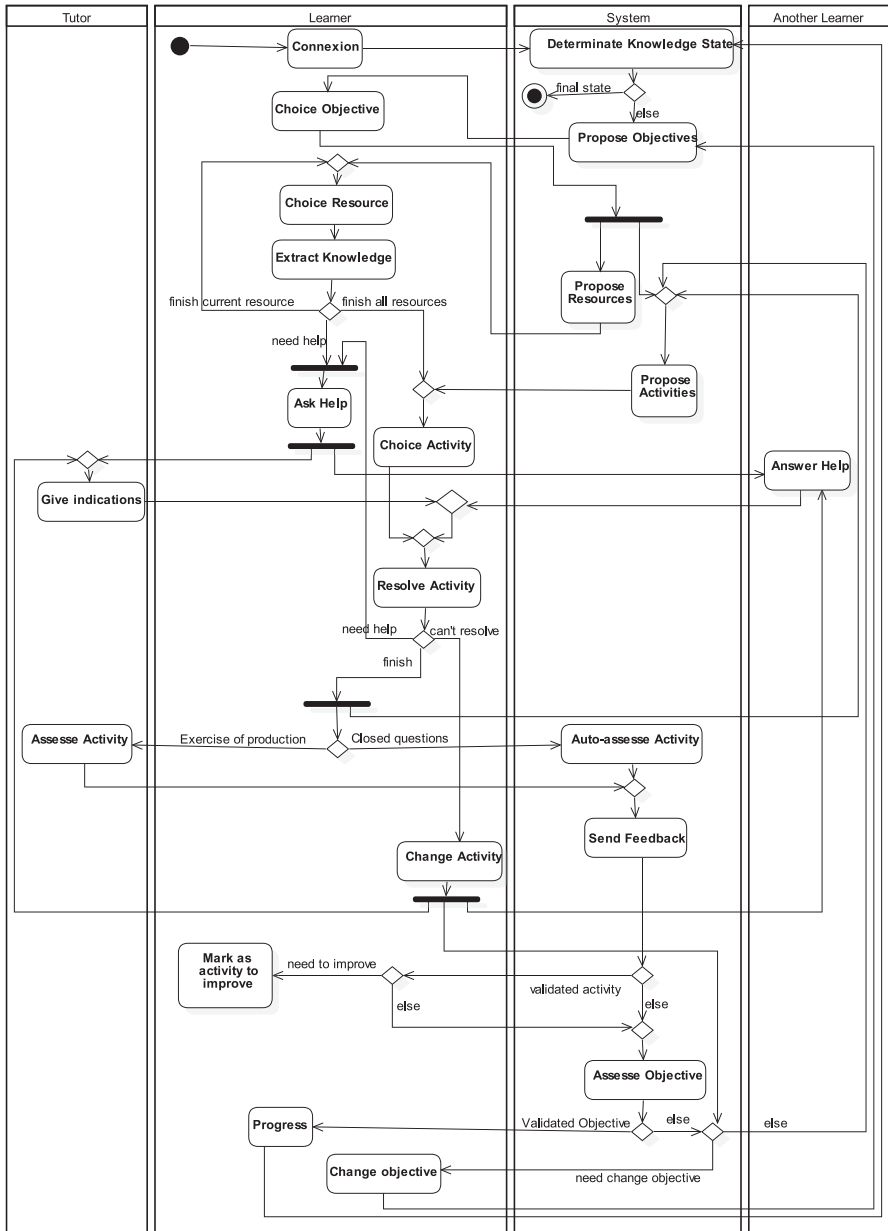 Tutor
Learner
System
Another Learner
Connexion
Determinate Knowledge State
final state
else
Choice Objective
Propose Objectives
Choice Resource
Extract Knowledge
Propose
Resources
finish current resource
finish all resources
need help
Propose
Activities
Ask Help
Choice Activity
Answer Help
Give indications
Resolve Activity
need help
can't resolve
finish
Assesse Activity
Exercise of production
Closed questions
Auto-assesse Activity
Send Feedback
Change Activity
Mark as
activity to
improve
need to improve
validated activity
else
else
Assesse Objective
Progress
Validated Objective
else
else
Change objective
need change objective